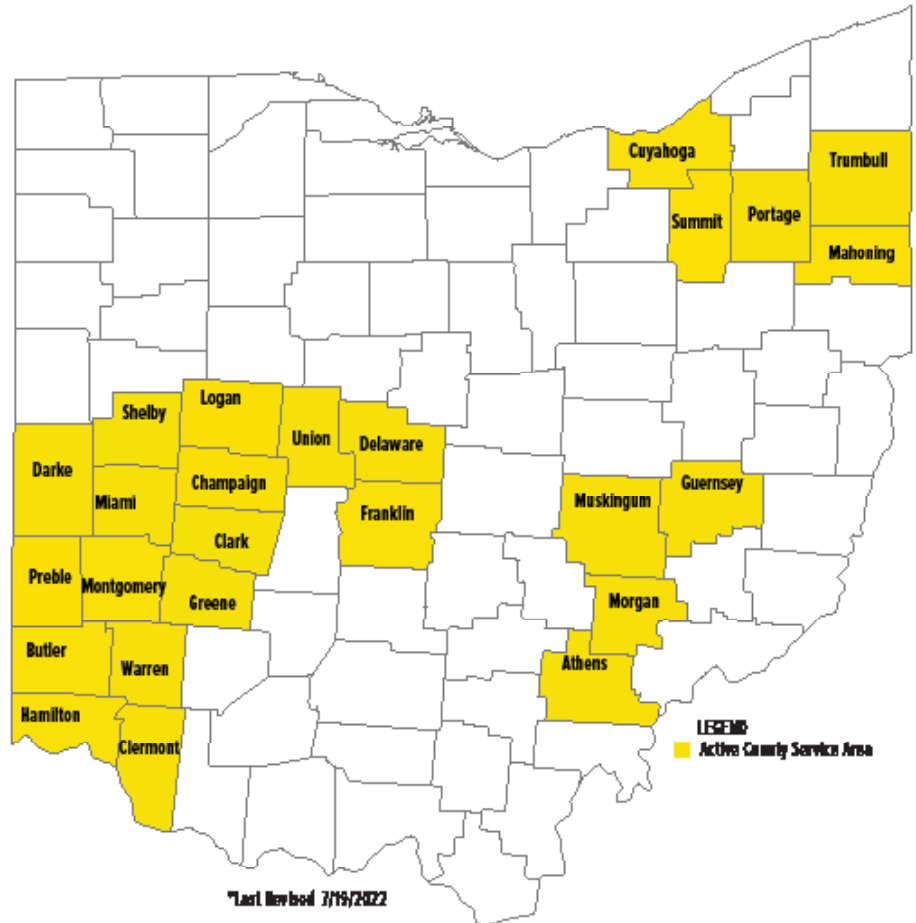 Cuyahoga
Trumbull
Summit
Portage
Mahoning
Logan
Shelby
Union
Delaware
Darke
Champaign
Guernsey
Miami
Muskingum
Franklin
Clark
Preble
Montgomery
Greene
Morgan
Butler
Warren
Athens
Hamilton
Clermont
LEGEND
Active County Service Area
*Last Revised 7/19/2022